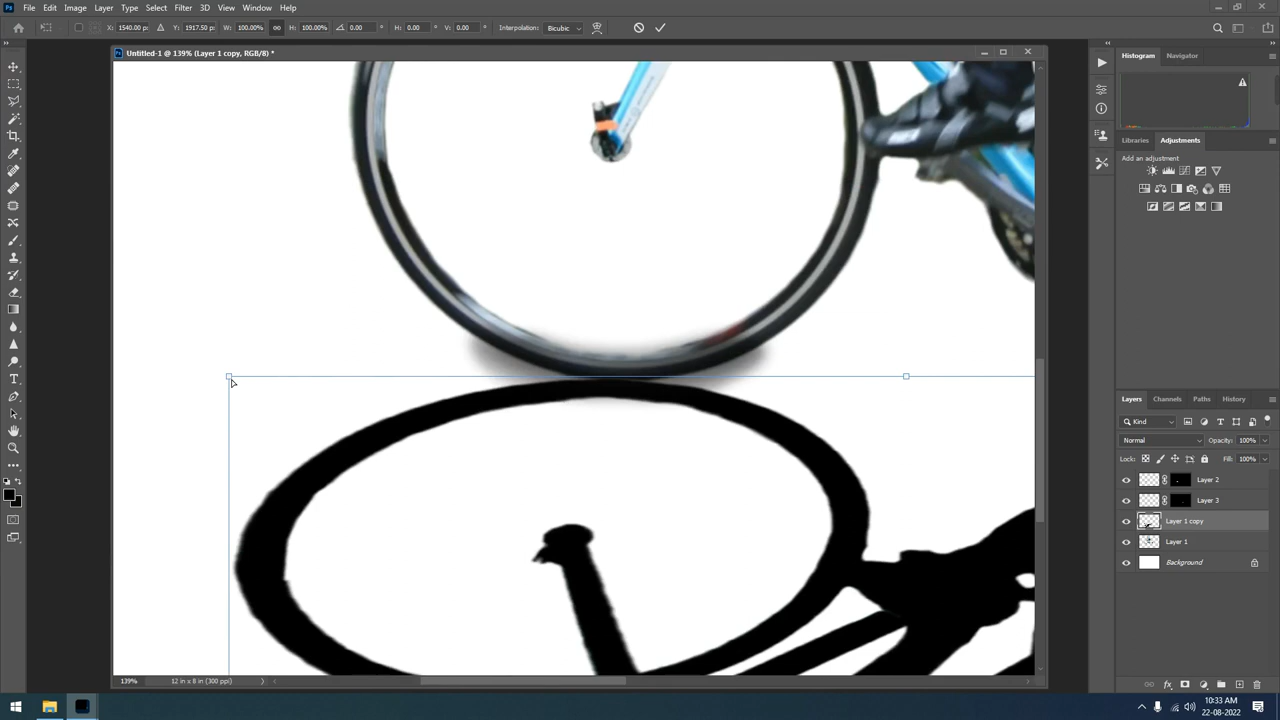 Ps File Edit Image Layer Type Select Filter 3D View Window Help
X: 1540.00 px Y: 1917.50 px W: 100.00% H: 100.00% 0.00 H: 0.00 V: 0.00 Interpolation: Bicubic
Untitled-1 @ 139% (Layer 1 copy, RGB/8) *
Histogram Navigator
Libraries Adjustments
Add an adjustment
Layers Channels Paths History
Kind
Normal Opacity: 100%
Lock: Fill: 100%
Layer 2
Layer 3
Layer 1 copy
Layer 1
Background
139% 12 in x 8 in (300 ppi)
10:33 AM
22-08-2022